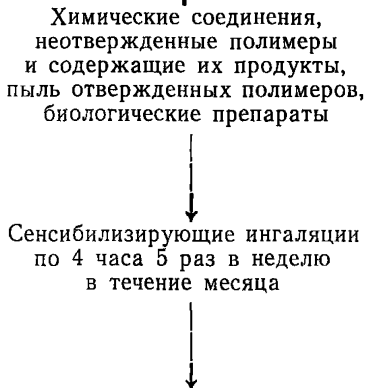 Химические соединения,
неотвержденные полимеры
и содержащие их продукты,
пыль отвержденных полимеров,
биологические препараты
Сенсибилизирующие ингаляции
по 4 часа 5 раз в неделю
в течение месяца